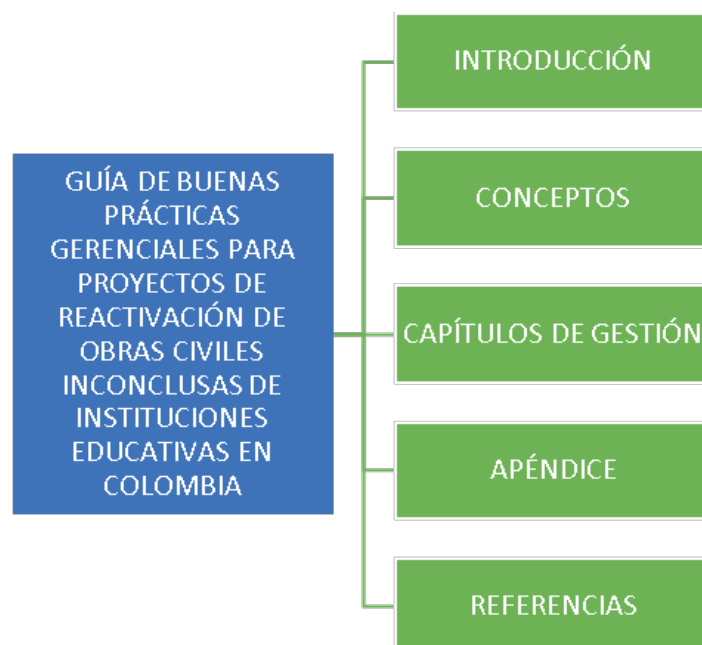 GUÍA DE BUENAS
PRÁCTICAS
GERENCIALES PARA
PROYECTOS DE
REACTIVACIÓN DE
OBRAS CIVILES
INCONCLUSAS DE
INSTITUCIONES
EDUCATIVAS EN
COLOMBIA
INTRODUCCIÓN
CONCEPTOS
CAPÍTULOS DE GESTIÓN
APÉNDICE
REFERENCIAS